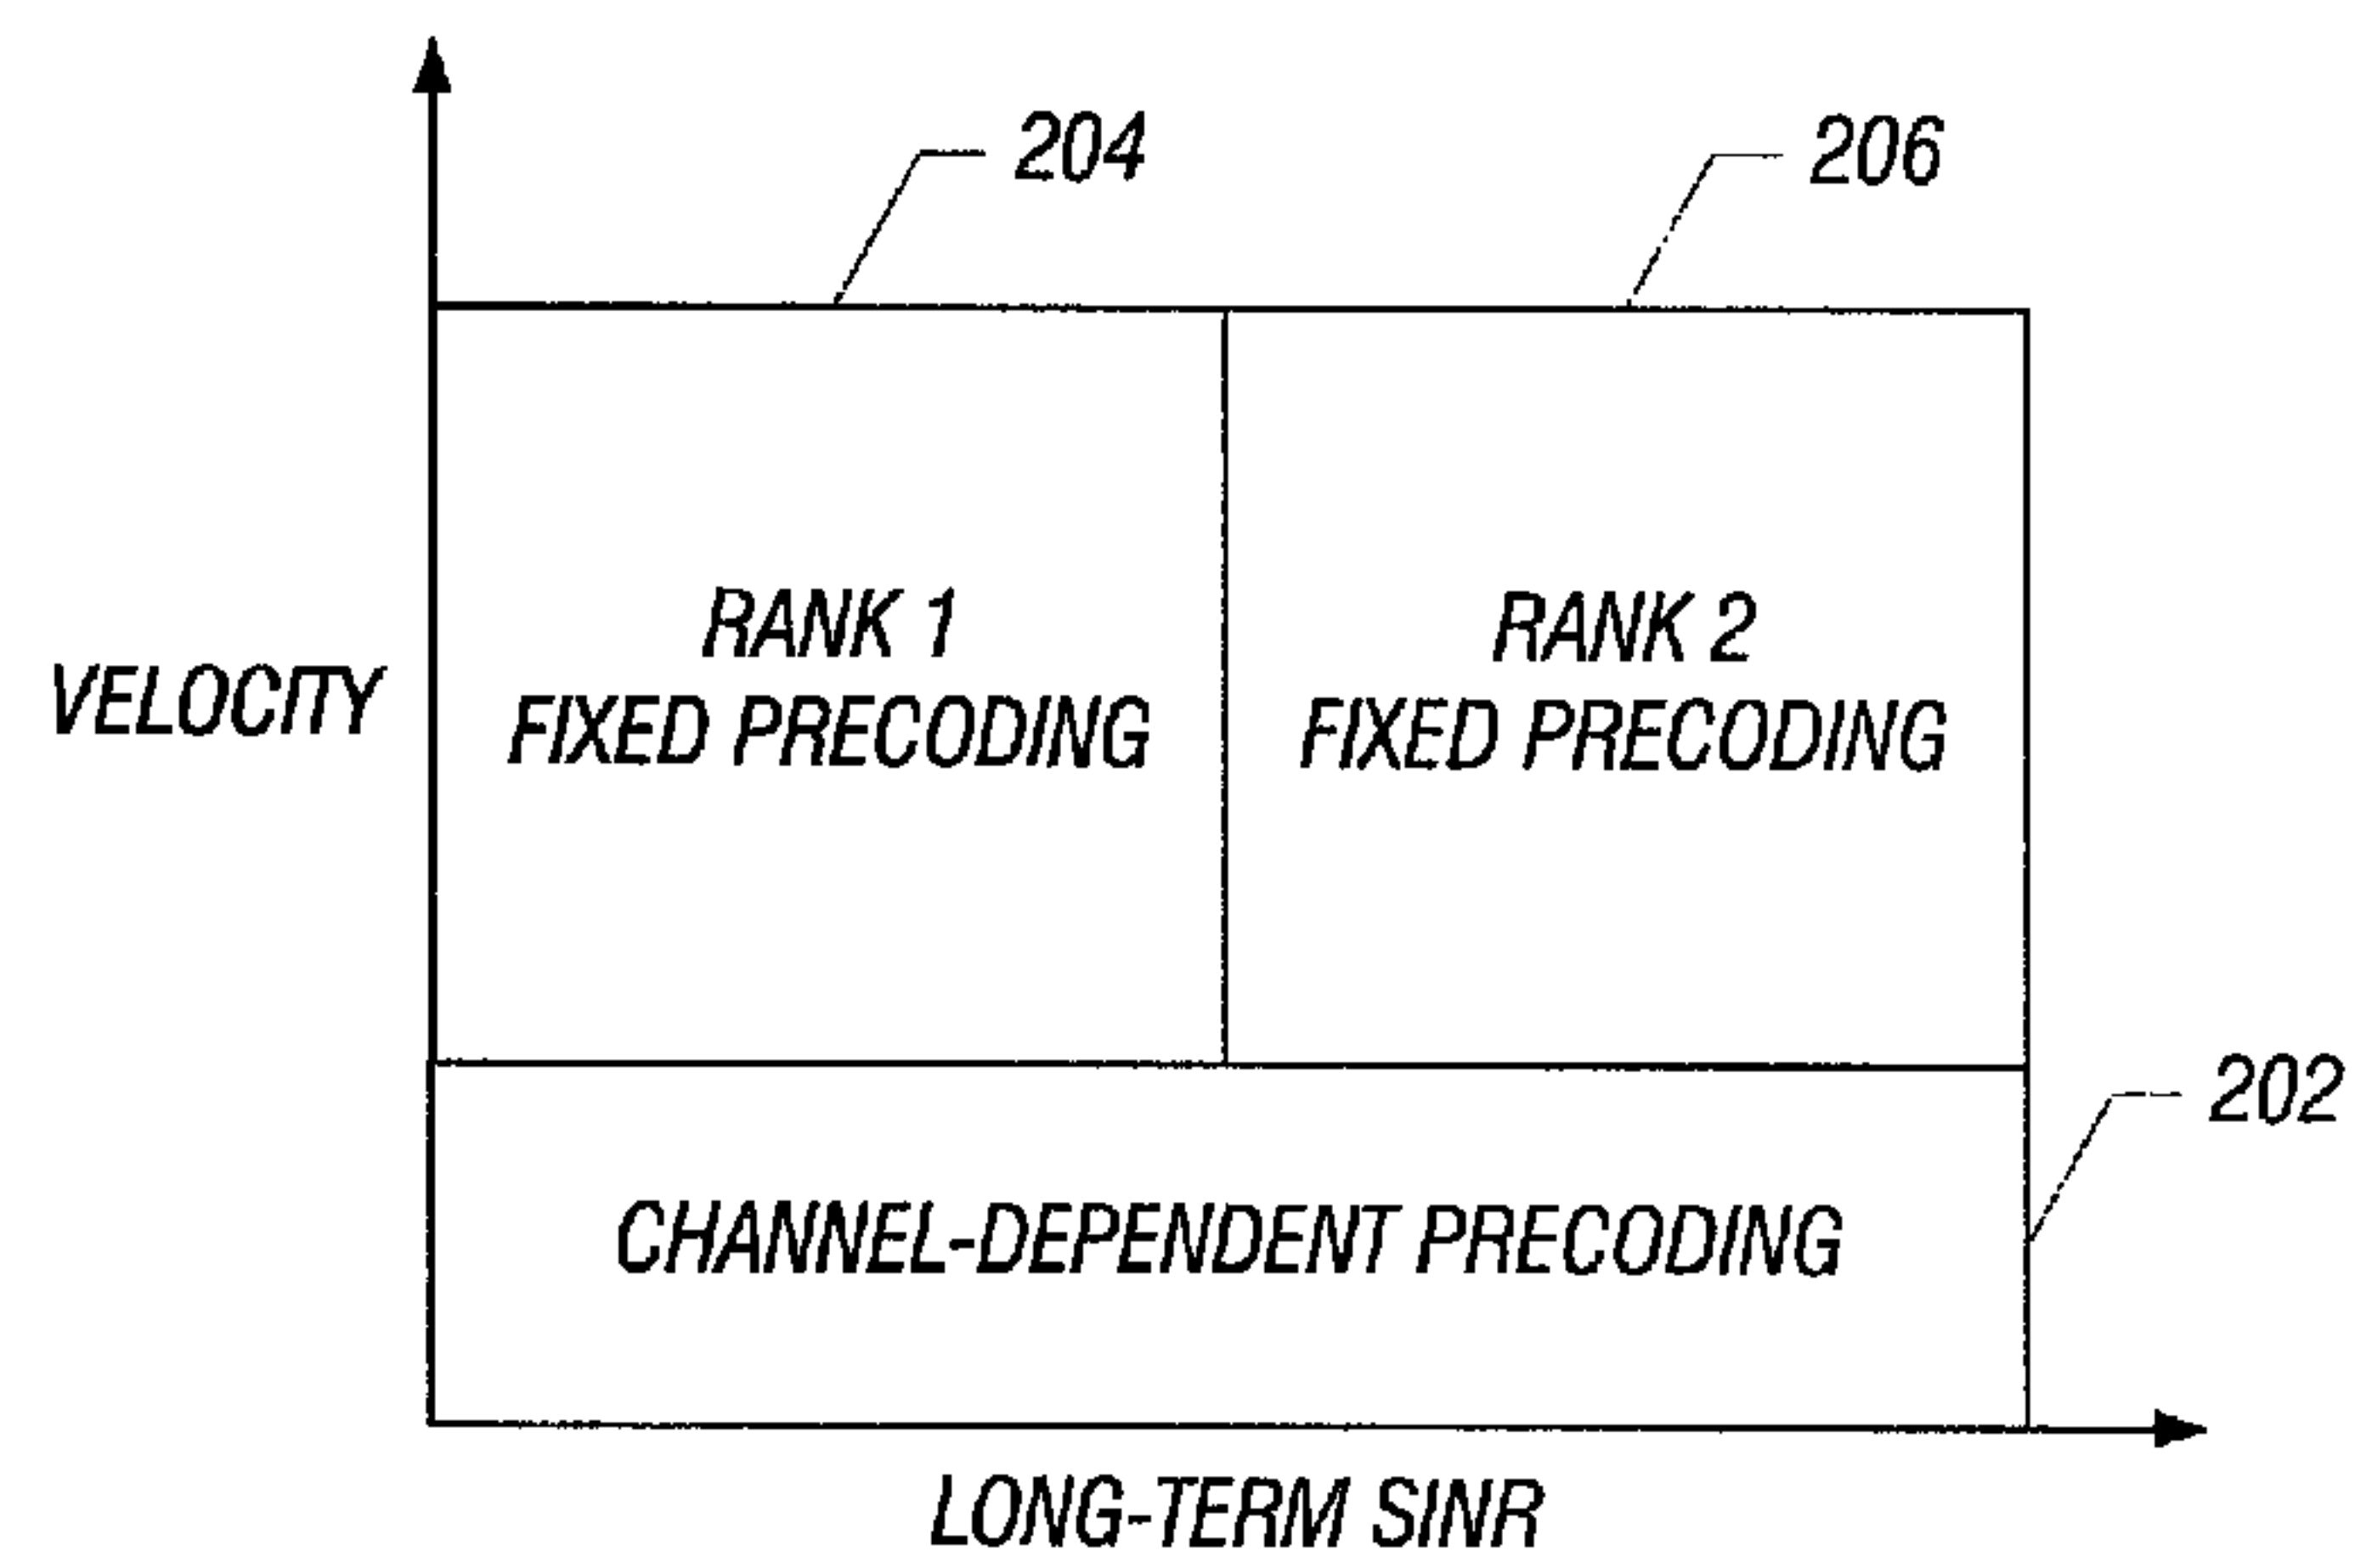 204
206
RANK 1
FIXED PRECODING
RANK 2
FIXED PRECODING
VELOCITY
202
CHANNEL-DEPENDENT PRECODING
LONG-TERM SINR